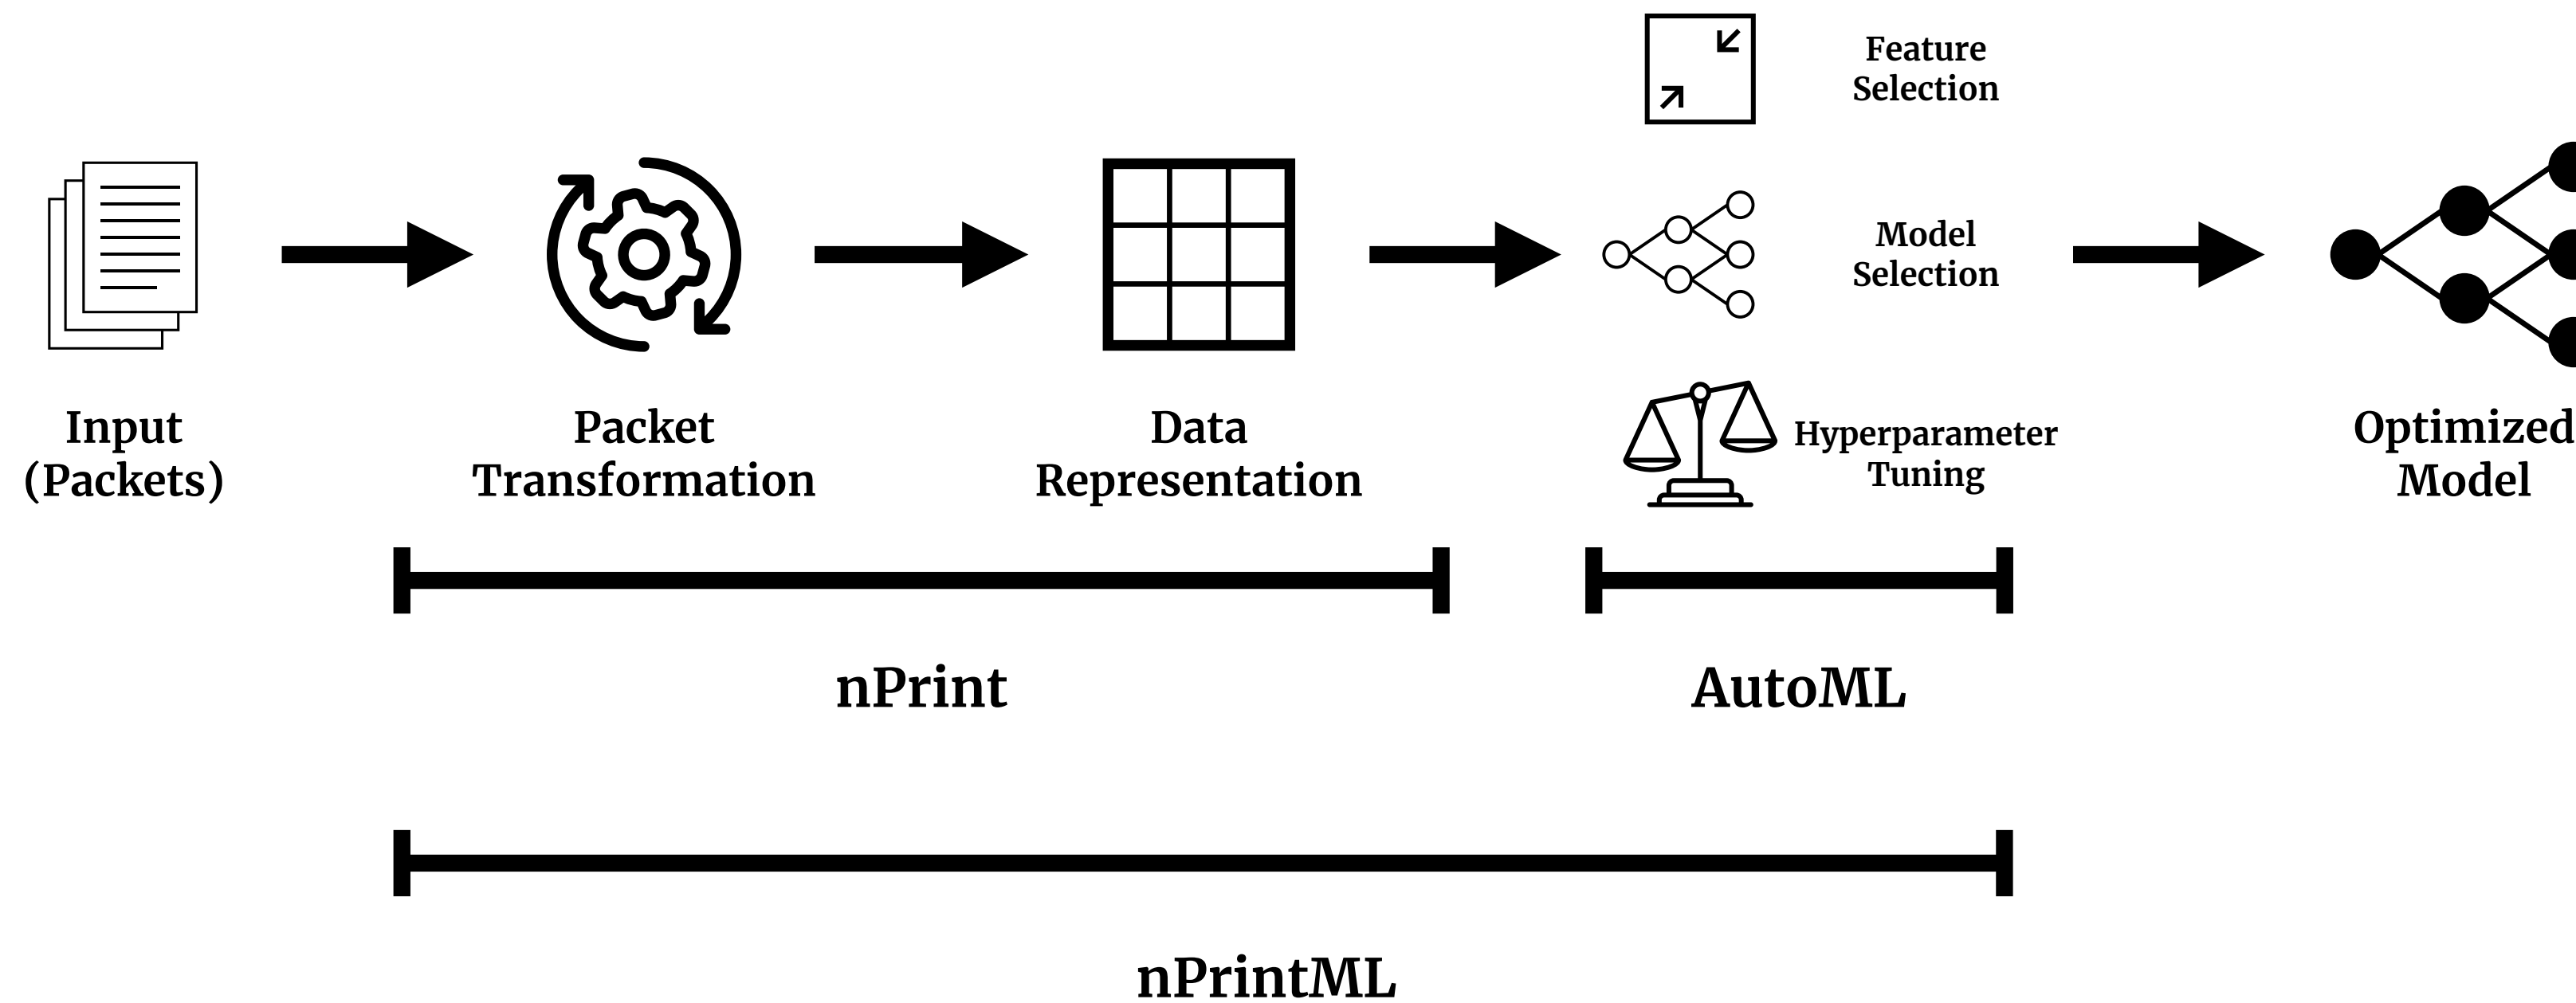 Feature
Selection
Model
Selection
Hyperparameter
Tuning
Input
(Packets)
Packet
Transformation
Data
Representation
Optimized
Model
nPrint
AutoML
nPrintML